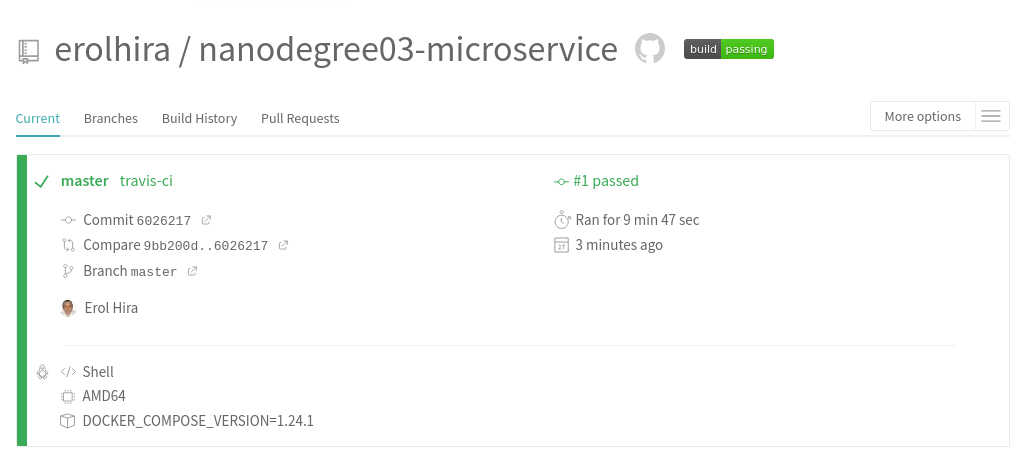 erolhira / nanodegree03-microservice build passing
Current Branches Build History Pull Requests More options
master travis-ci #1 passed
Commit 6026217 Ran for 9 min 47 sec
Compare 9bb200d..6026217 27 3 minutes ago
Branch master
Erol Hira
</> Shell
AMD64
DOCKER_COMPOSE_VERSION=1.24.1